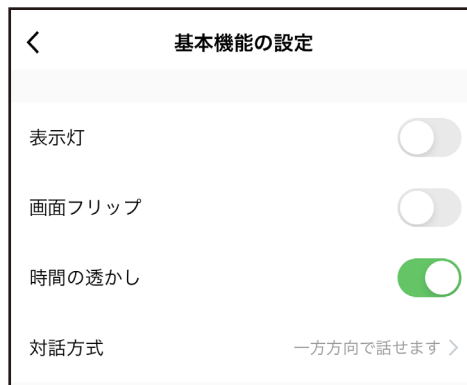 基本機能の設定
表示灯
画面フリップ
時間の透かし
対話方式 一方方向で話せます